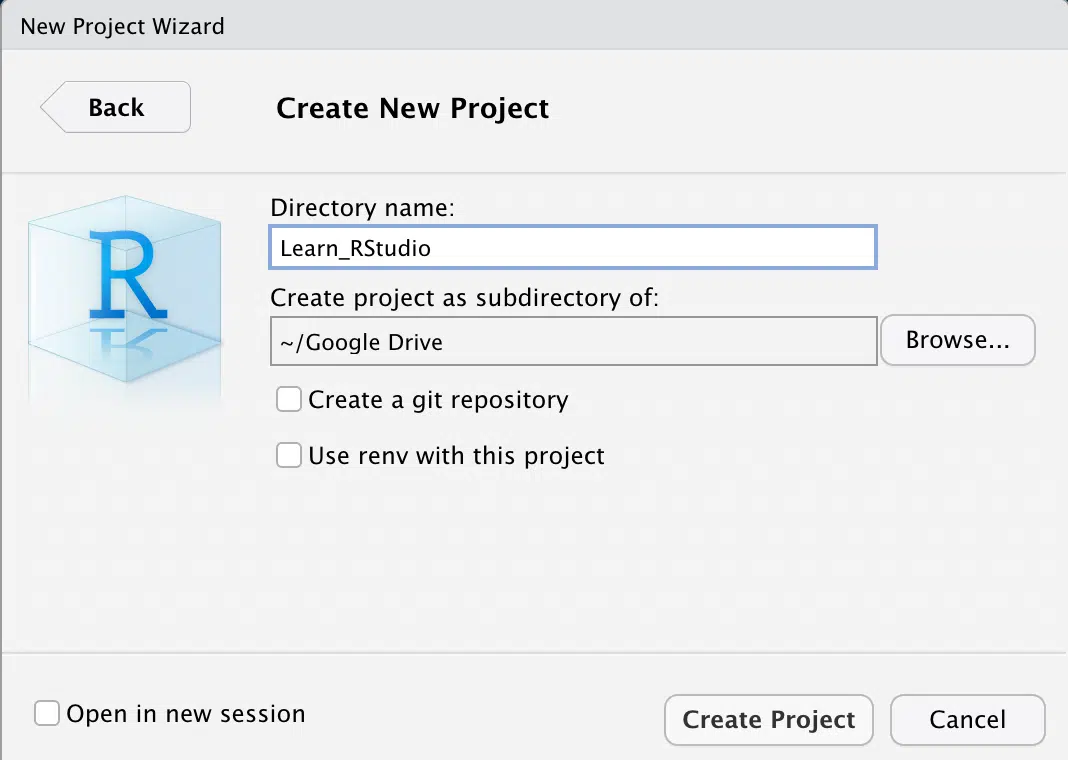 New Project Wizard
Back
Create New Project
R
Directory name:
Learn_RStudio
Create project as subdirectory of:
~/Google Drive
Browse...
Create a git repository
Use renv with this project
Open in new session
Create Project
Cancel